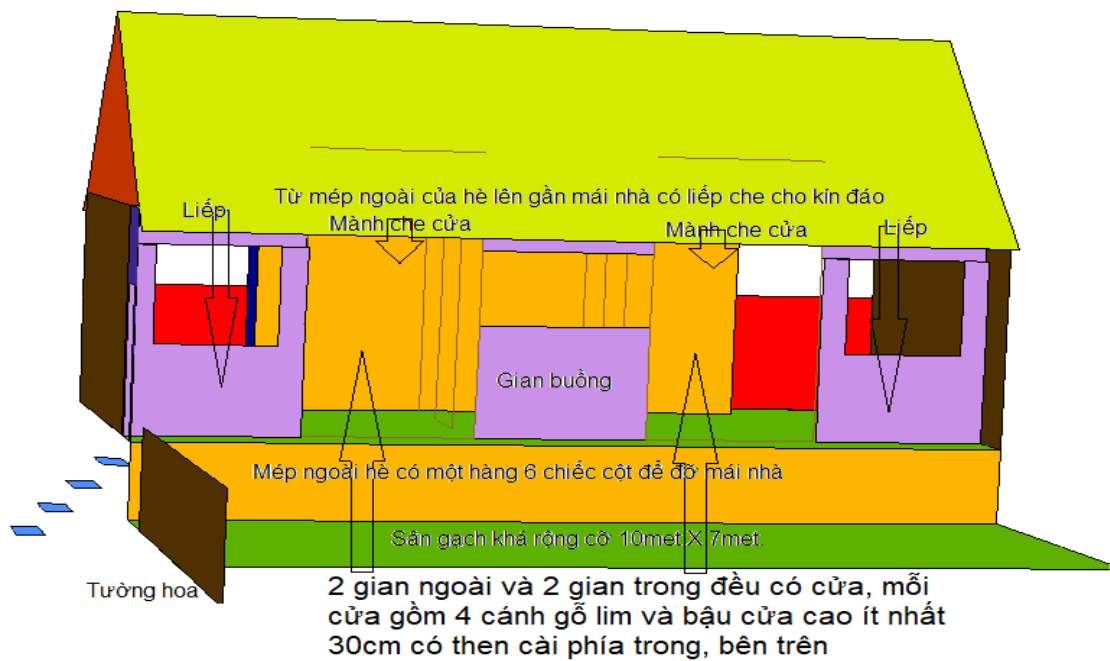 Từ mép ngoài của hè lên gần mái nhà có liếp che cho kín đáo
Liếp
Mành che cửa
Mành che cửa
Liếp
Gian buồng
Mép ngoài hè có một hàng 6 chiếc cột để đỡ mái nhà
Sân gạch khá rộng cỡ 10met X 7met.
Tường hoa
2 gian ngoài và 2 gian trong đều có cửa, mỗi
cửa gồm 4 cánh gỗ lim và bậu cửa cao ít nhất
30cm có then cài phía trong, bên trên